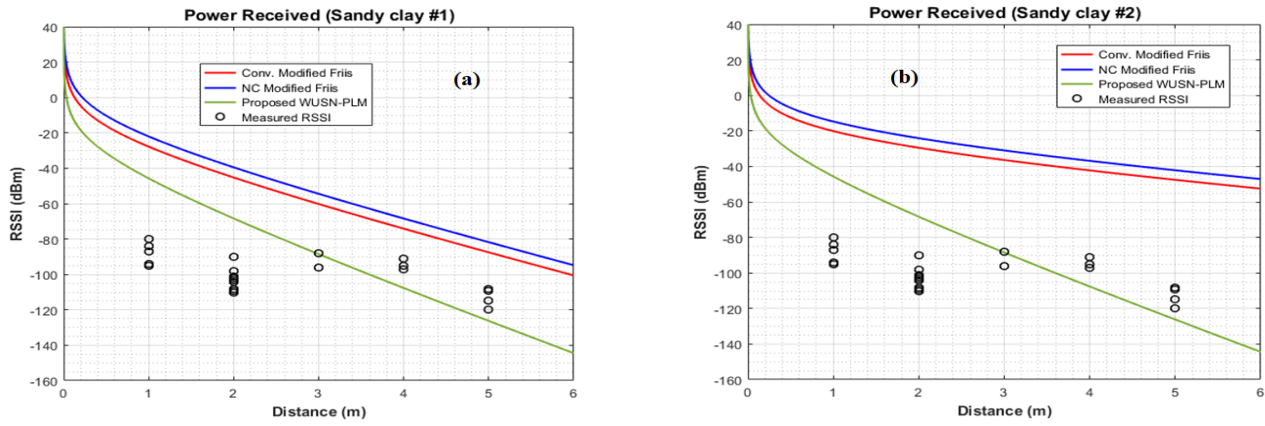 Power Received (Sandy clay #1)
40
20
0
-20
-40
-60
-80
-100
-120
-140
-160
RSSI (dBm)
Conv. Modified Friis
NC Modified Friis
Proposed WUSN-PLM
Measured RSSI
(a)
0 1 2 3 4 5 6
Distance (m)
Power Received (Sandy clay #2)
40
20
0
-20
-40
-60
-80
-100
-120
-140
-160
RSSI (dBm)
Conv. Modified Friis
NC Modified Friis
Proposed WUSN-PLM
Measured RSSI
(b)
0 1 2 3 4 5 6
Distance (m)